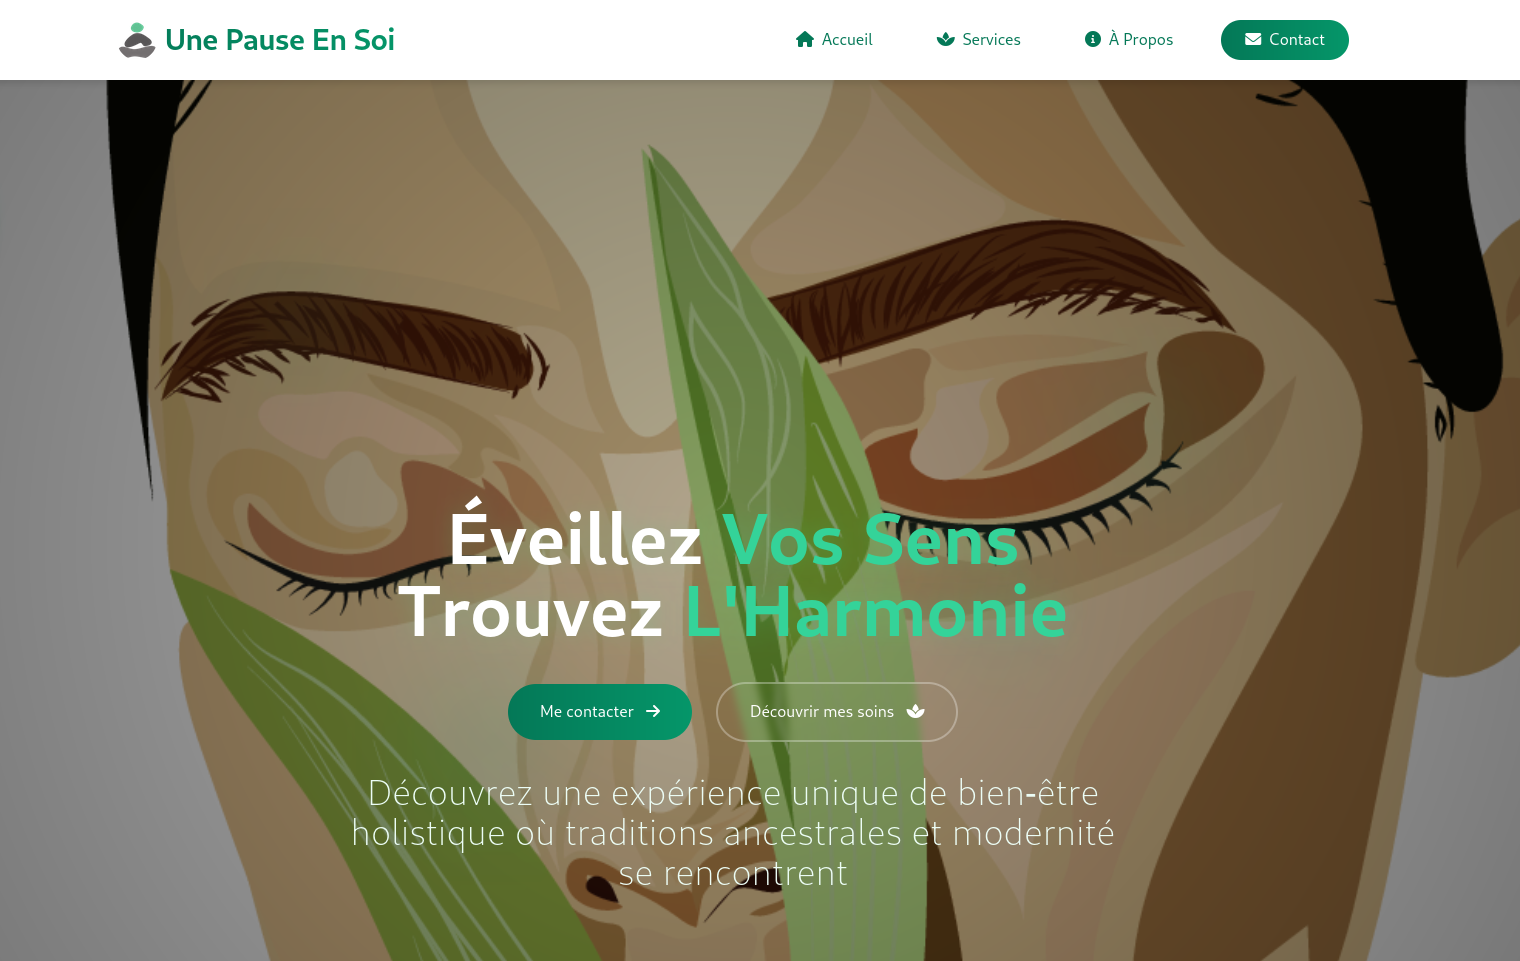 Une Pause En Soi
Accueil
Services
À Propos
Contact
Éveillez Vos Sens
Trouvez L'Harmonie
Me contacter
Découvrir mes soins
Découvrez une expérience unique de bien-être
holistique où traditions ancestrales et modernité
se rencontrent